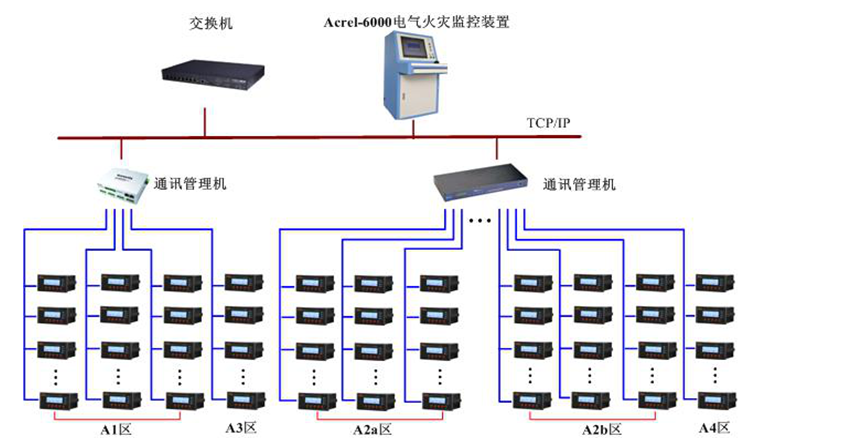 交换机
Acrel-6000电气火灾监控装置
TCP/IP
通讯管理机
通讯管理机
A1区
A3区
A2a区
A2b区
A4区